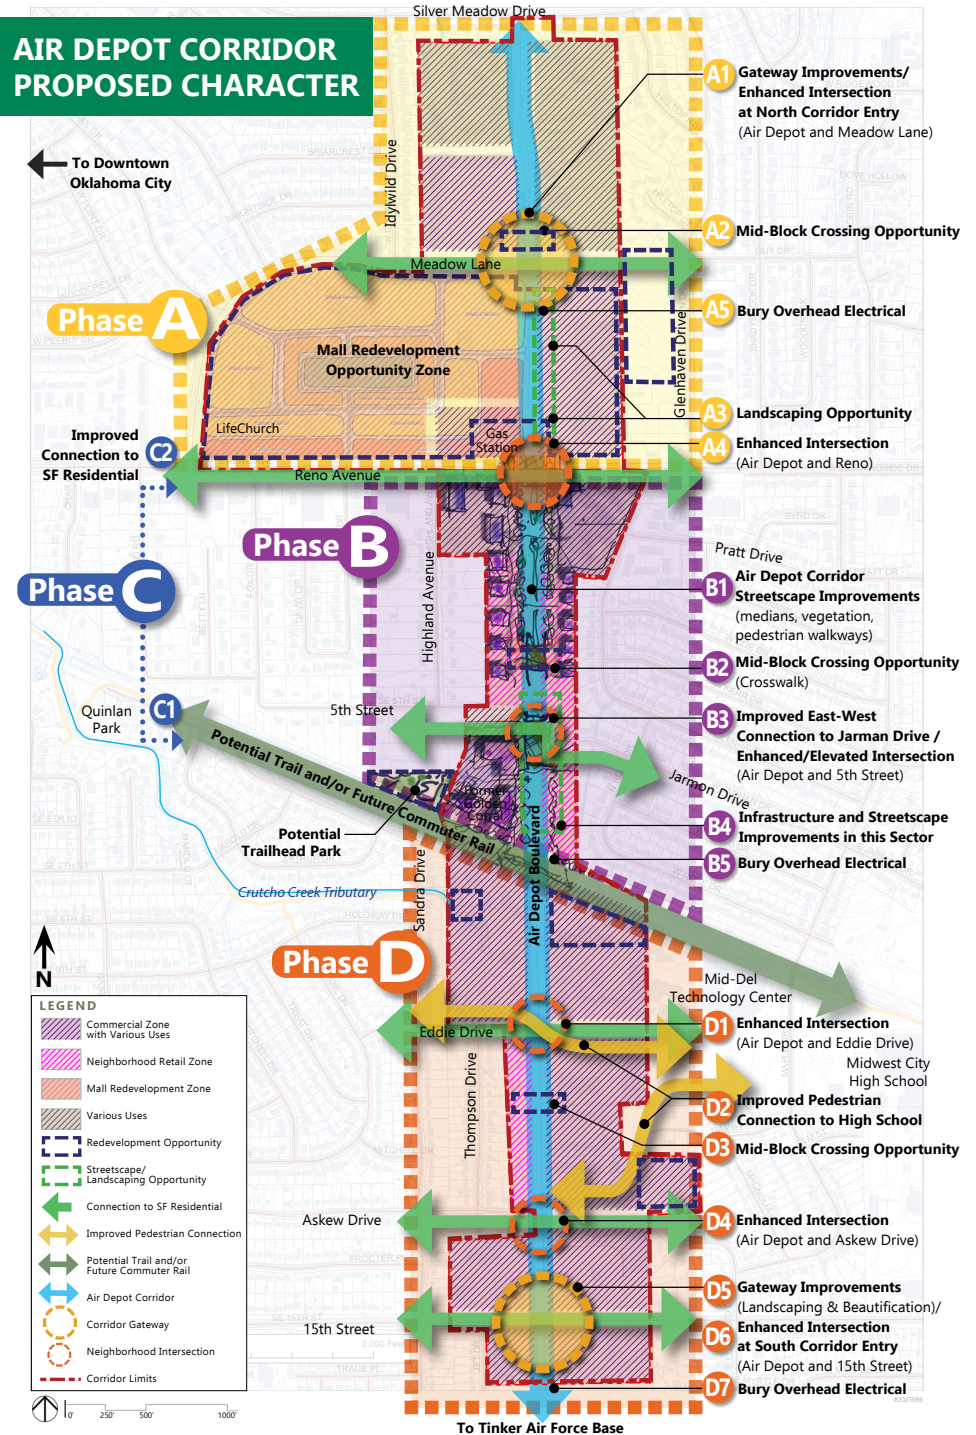 Silver Meadow Drive
AIR DEPOT CORRIDOR
PROPOSED CHARACTER
To Downtown
Oklahoma City
Idylwild Drive
A1
Gateway Improvements/
Enhanced Intersection
at North Corridor Entry
(Air Depot and Meadow Lane)
A2
Mid-Block Crossing Opportunity
Meadow Lane
Phase A
A5
Bury Overhead Electrical
Mall Redevelopment
Opportunity Zone
Glenhaven Drive
A3
Landscaping Opportunity
LifeChurch
Gas
Station
A4
Enhanced Intersection
(Air Depot and Reno)
Improved
Connection to
SF Residential
C2
Reno Avenue
Phase B
Highland Avenue
Pratt Drive
Phase C
B1
Air Depot Corridor
Streetscape Improvements
(medians, vegetation,
pedestrian walkways)
B2
Mid-Block Crossing Opportunity
(Crosswalk)
Quinlan
Park
C1
5th Street
B3
Improved East-West
Connection to Jarman Drive /
Enhanced/Elevated Intersection
(Air Depot and 5th Street)
Jarmon Drive
Potential Trail and/or Future Commuter Rail
Former
Golden
Corral
Potential
Trailhead Park
B4
Infrastructure and Streetscape
Improvements in this Sector
B5
Bury Overhead Electrical
Air Depot Boulevard
Sandra Drive
Crutcho Creek Tributary
Phase D
N
Mid-Del
Technology Center
D1
Enhanced Intersection
(Air Depot and Eddie Drive)
Eddie Drive
Midwest City
High School
Thompson Drive
D2
Improved Pedestrian
Connection to High School
D3
Mid-Block Crossing Opportunity
Askew Drive
D4
Enhanced Intersection
(Air Depot and Askew Drive)
D5
Gateway Improvements
(Landscaping & Beautification)/
D6
Enhanced Intersection
at South Corridor Entry
(Air Depot and 15th Street)
15th Street
D7
Bury Overhead Electrical
To Tinker Air Force Base
LEGEND
Commercial Zone
with Various Uses
Neighborhood Retail Zone
Mall Redevelopment Zone
Various Uses
Redevelopment Opportunity
Streetscape/
Landscaping Opportunity
Connection to SF Residential
Improved Pedestrian Connection
Potential Trail and/or
Future Commuter Rail
Air Depot Corridor
Corridor Gateway
Neighborhood Intersection
Corridor Limits
0' 250' 500' 1000'
#2021096